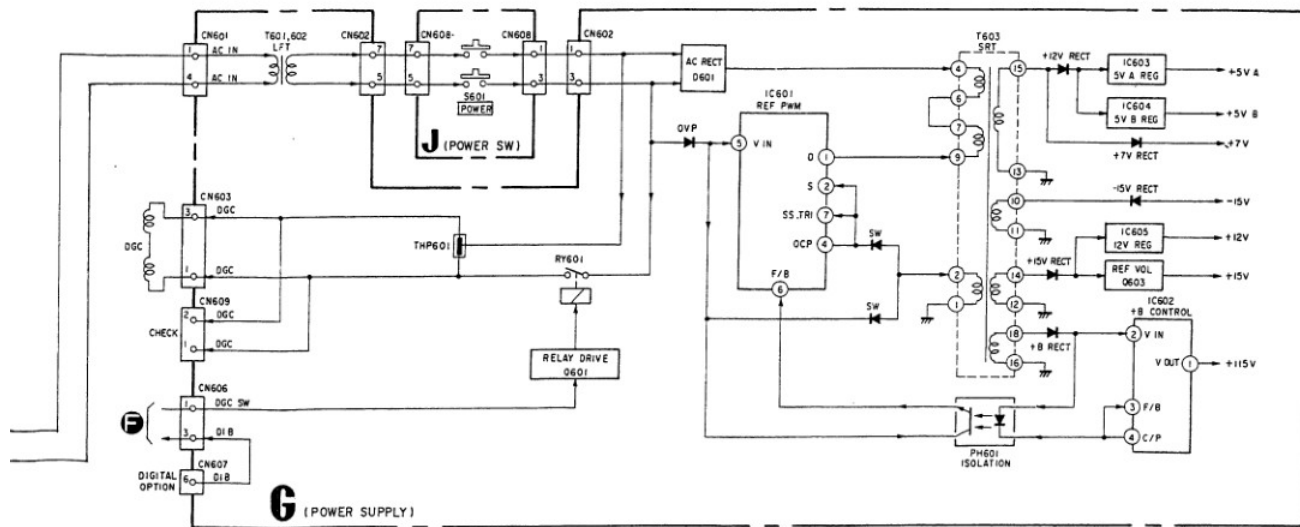 CN601
T601,602
LFT
CN602
CN608-
CN608
CN602
1
AC IN
7
7
1
1
4
AC IN
5
5
3
3
S601
POWER
J (POWER SW)
AC RECT
D601
T603
SRT
4
6
7
9
2
1
15
13
10
11
14
12
18
16
+12V RECT
IC603
5V A REG
+5V A
IC604
5V B REG
+5V B
+7V RECT
+7V
-15V RECT
-15V
IC605
12V REG
+12V
+15V RECT
REF VOL
Q603
+15V
IC602
+B CONTROL
+B RECT
2 V IN
V OUT 1
+115V
3 F/B
4 C/P
IC601
REF PWM
OVP
5 V IN
O 1
S 2
SS.TRI 7
OCP 4
F/B
6
SW
SW
PH601
ISOLATION
CN603
3
DGC
DGC
1
DGC
THP601
RY601
CN609
2
DGC
CHECK
1
DGC
RELAY DRIVE
Q601
CN606
F
1
DGC SW
3
DIB
CN607
DIGITAL
OPTION
6
DIB
G (POWER SUPPLY)